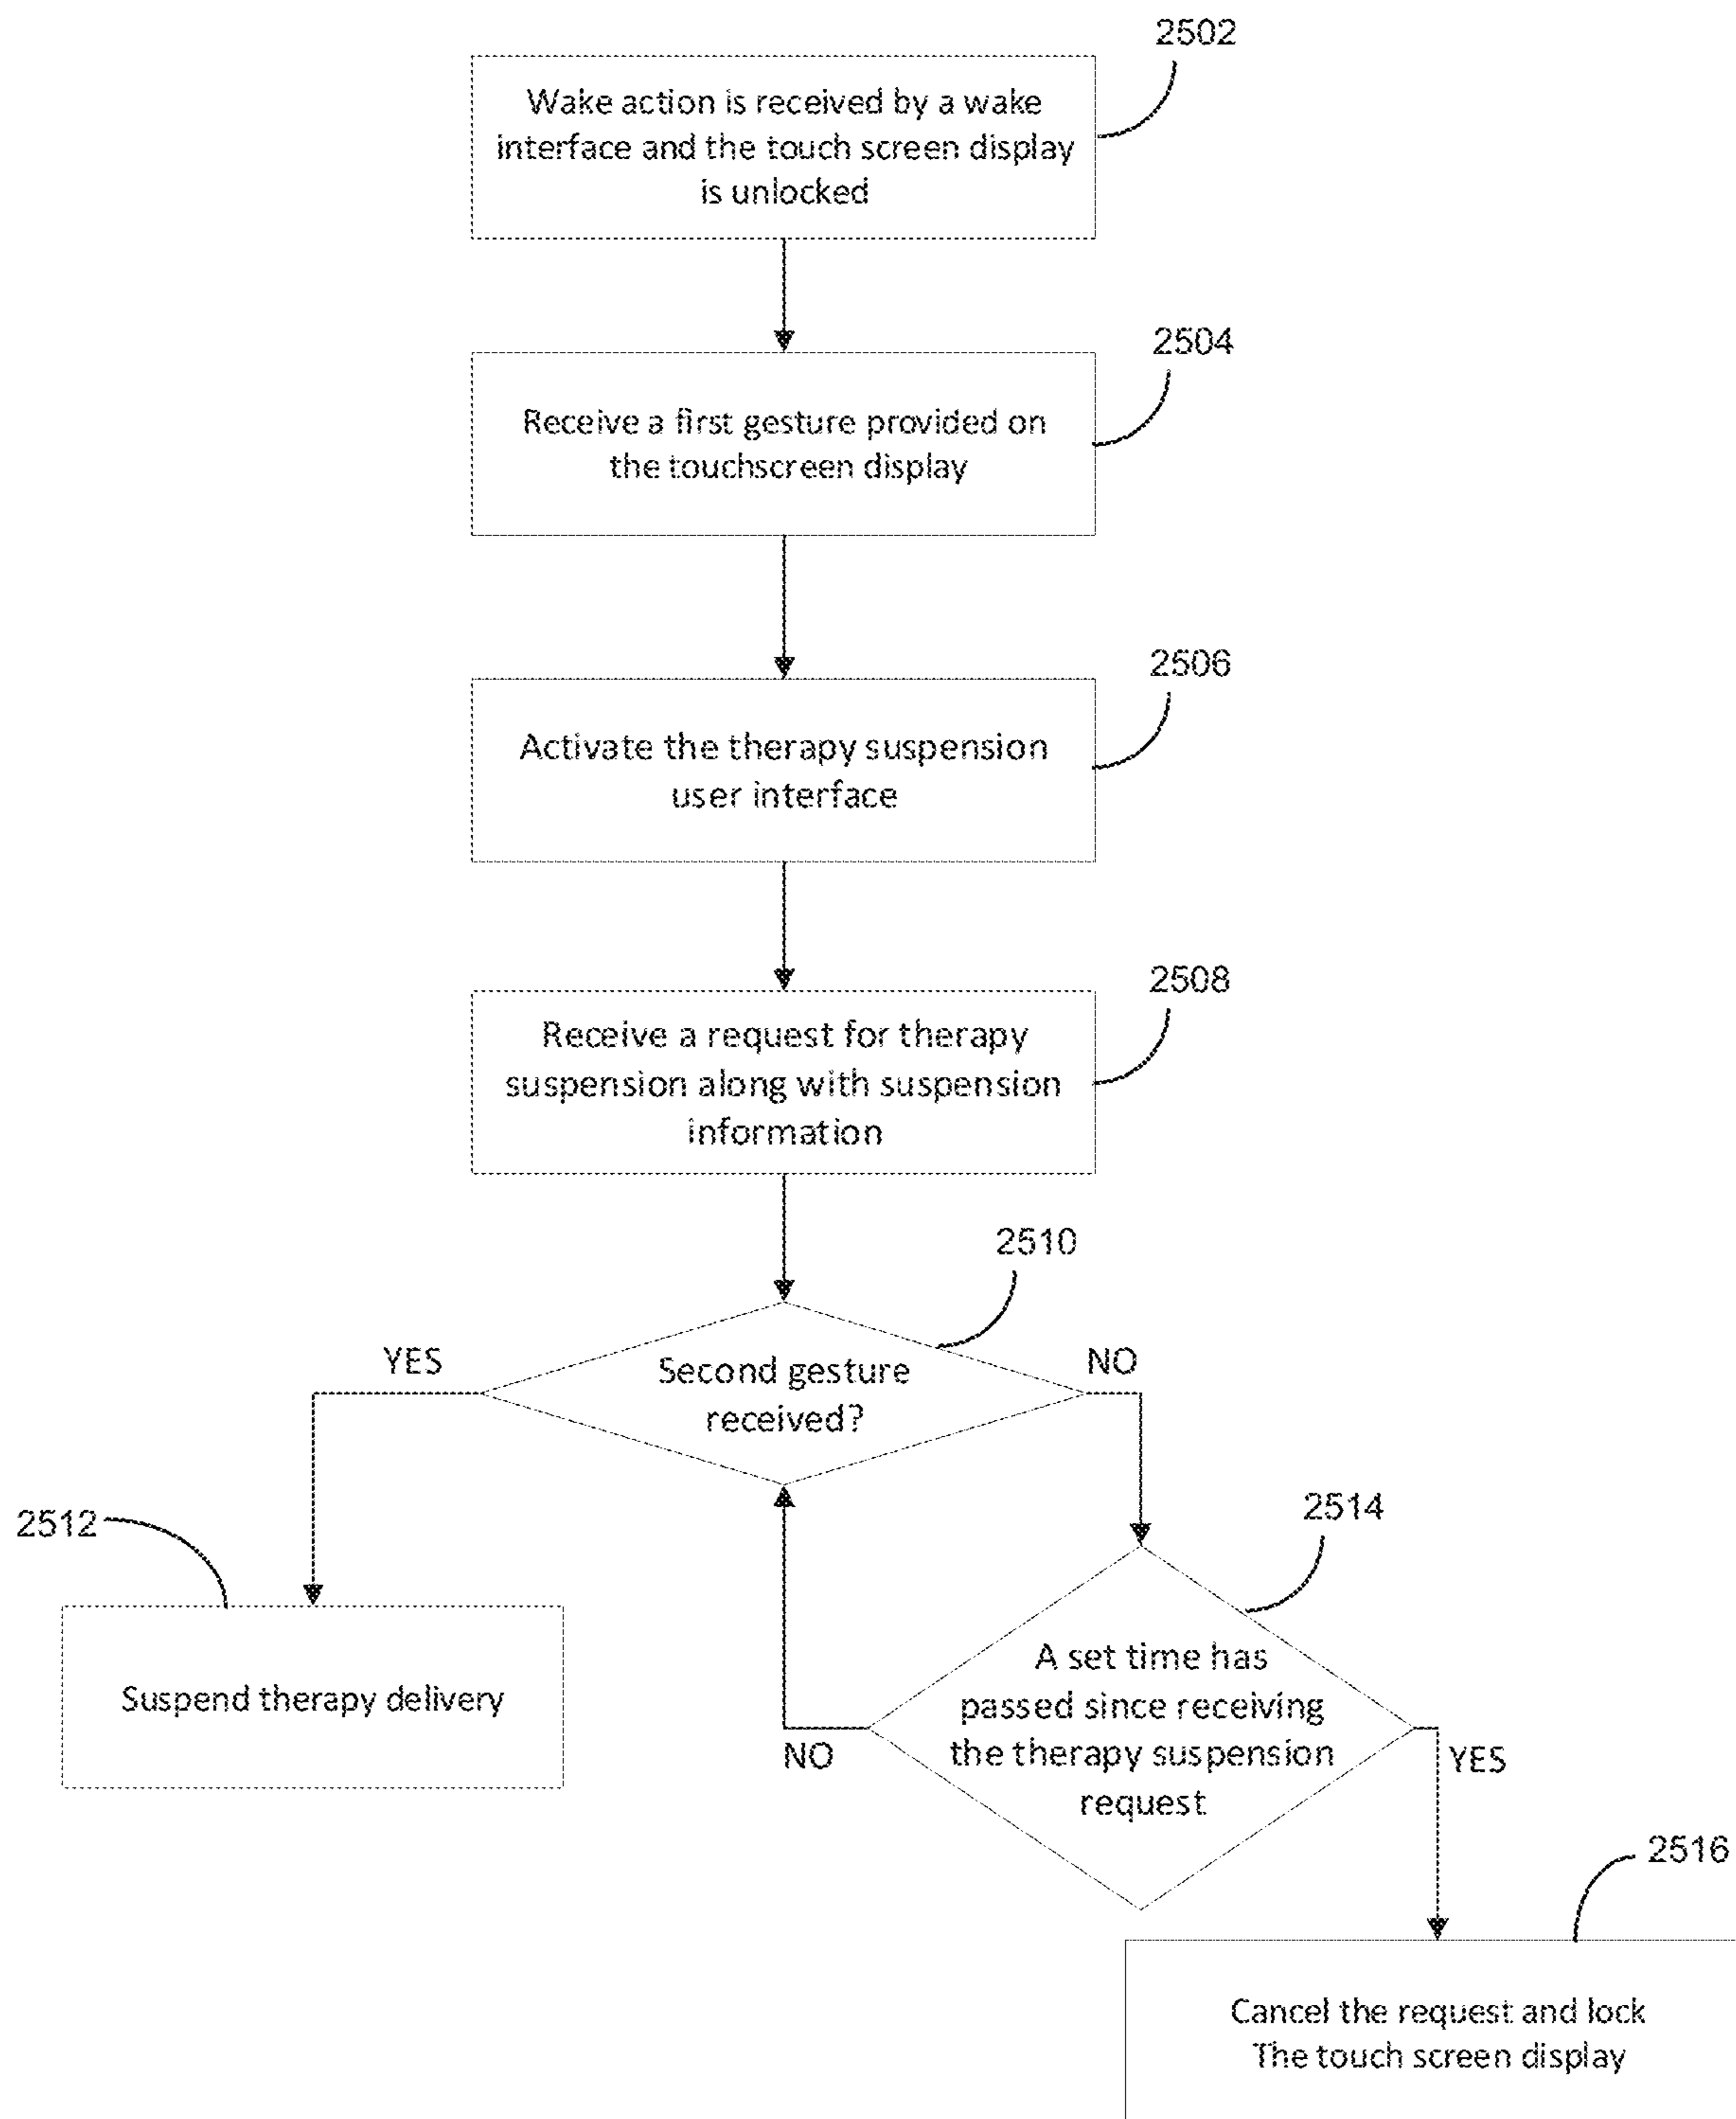 2502
Wake action is received by a wake
interface and the touch screen display
is unlocked
2504
Receive a first gesture provided on
the touchscreen display
2506
Activate the therapy suspension
user interface
2508
Receive a request for therapy
suspension along with suspension
information
2510
YES
Second gesture
received?
NO
2512
Suspend therapy delivery
2514
A set time has
passed since receiving
the therapy suspension
request
NO
YES
2516
Cancel the request and lock
The touch screen display